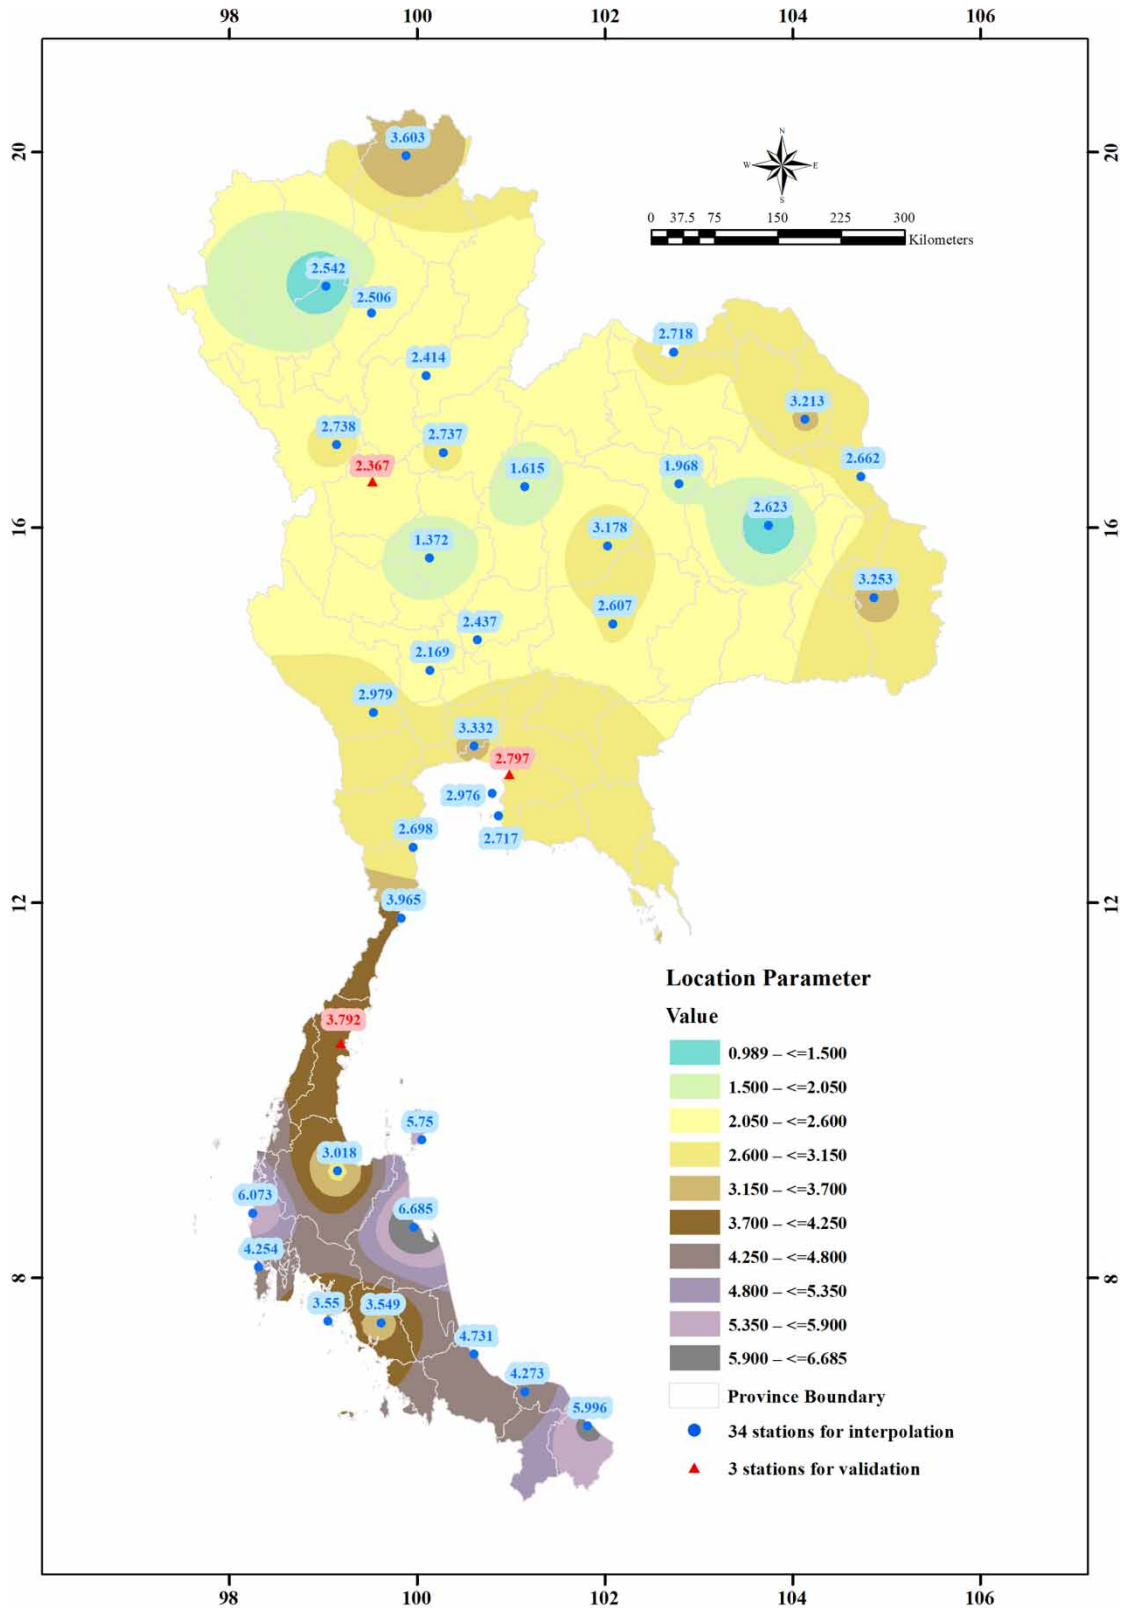 98 100 102 104 106
20 20
N
W E
S
0 37.5 75 150 225 300
Kilometers
3.603
2.542
2.506
2.718
2.414
3.213
2.738
2.737
2.367
1.615
1.968
2.662
2.623
16 16
3.178
1.372
3.253
2.607
2.437
2.169
2.979
3.332
2.797
2.976
2.698
2.717
12 12
3.965
3.792
5.75
3.018
6.073
6.685
4.254
8 8
3.55
3.549
4.731
4.273
5.996
Location Parameter
Value
0.989 – <=1.500
1.500 – <=2.050
2.050 – <=2.600
2.600 – <=3.150
3.150 – <=3.700
3.700 – <=4.250
4.250 – <=4.800
4.800 – <=5.350
5.350 – <=5.900
5.900 – <=6.685
Province Boundary
34 stations for interpolation
3 stations for validation
98 100 102 104 106